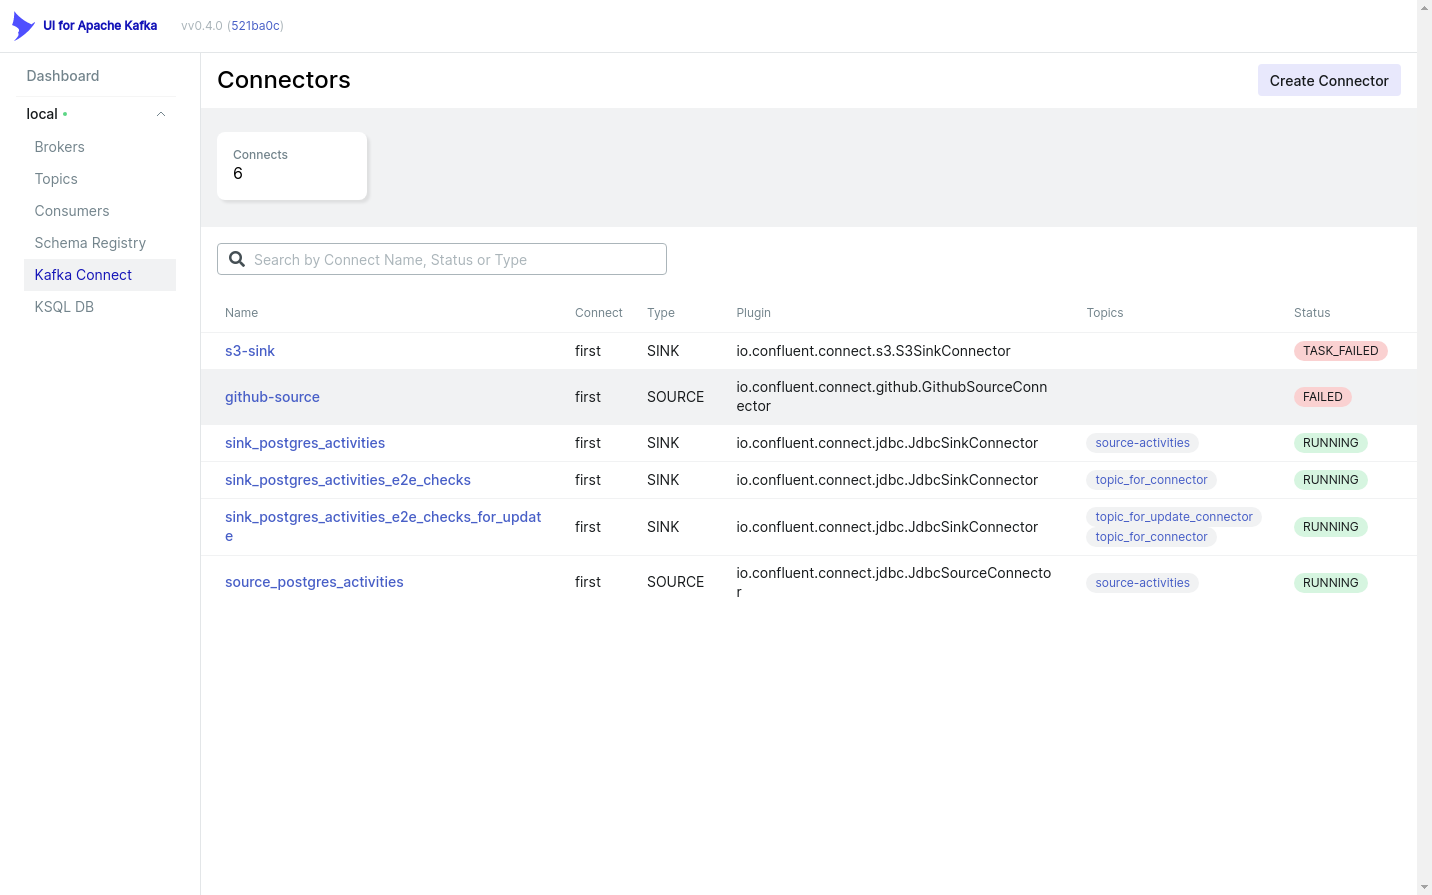 UI for Apache Kafka vv0.4.0 (521ba0c)
Dashboard
local
Brokers
Topics
Consumers
Schema Registry
Kafka Connect
KSQL DB
Connectors
Create Connector
Connects
6
Search by Connect Name, Status or Type
Name Connect Type Plugin Topics Status
s3-sink first SINK io.confluent.connect.s3.S3SinkConnector TASK_FAILED
github-source first SOURCE io.confluent.connect.github.GithubSourceConn
ector FAILED
sink_postgres_activities first SINK io.confluent.connect.jdbc.JdbcSinkConnector source-activities RUNNING
sink_postgres_activities_e2e_checks first SINK io.confluent.connect.jdbc.JdbcSinkConnector topic_for_connector RUNNING
sink_postgres_activities_e2e_checks_for_updat
e first SINK io.confluent.connect.jdbc.JdbcSinkConnector topic_for_update_connector
topic_for_connector RUNNING
source_postgres_activities first SOURCE io.confluent.connect.jdbc.JdbcSourceConnecto
r source-activities RUNNING